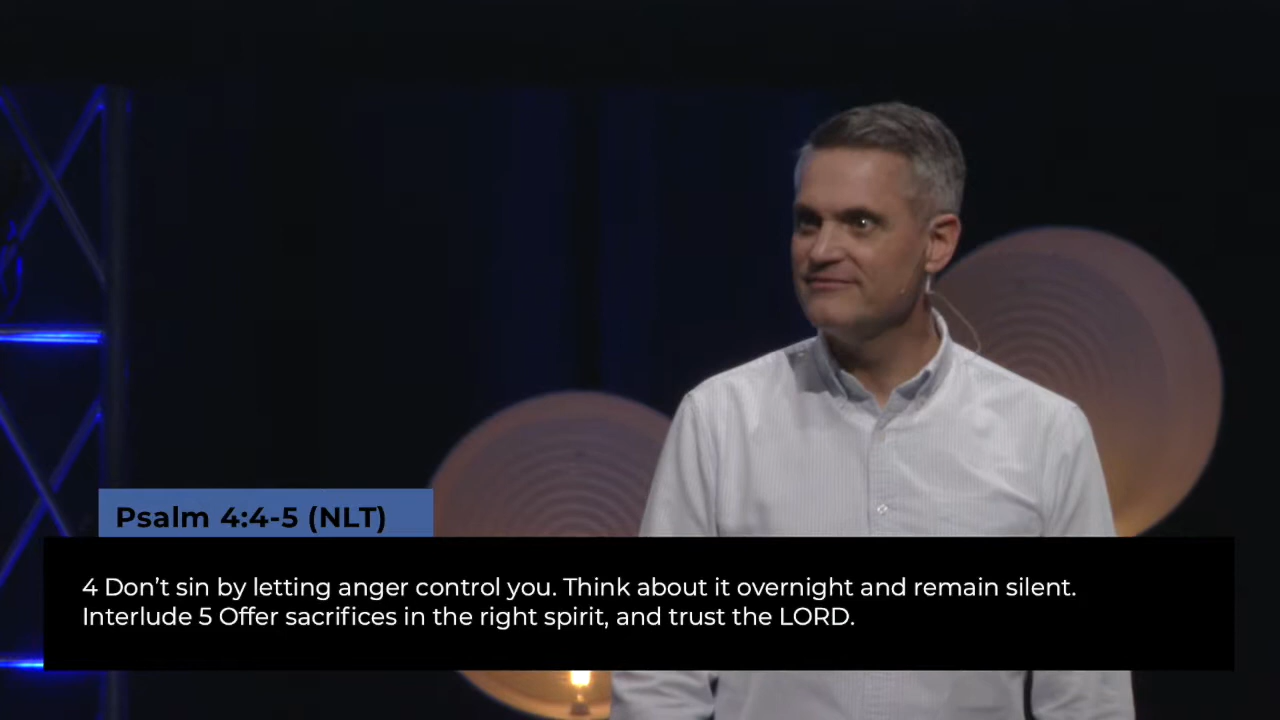 Psalm 4:4-5 (NLT)
4 Don’t sin by letting anger control you. Think about it overnight and remain silent.
Interlude 5 Offer sacrifices in the right spirit, and trust the LORD.